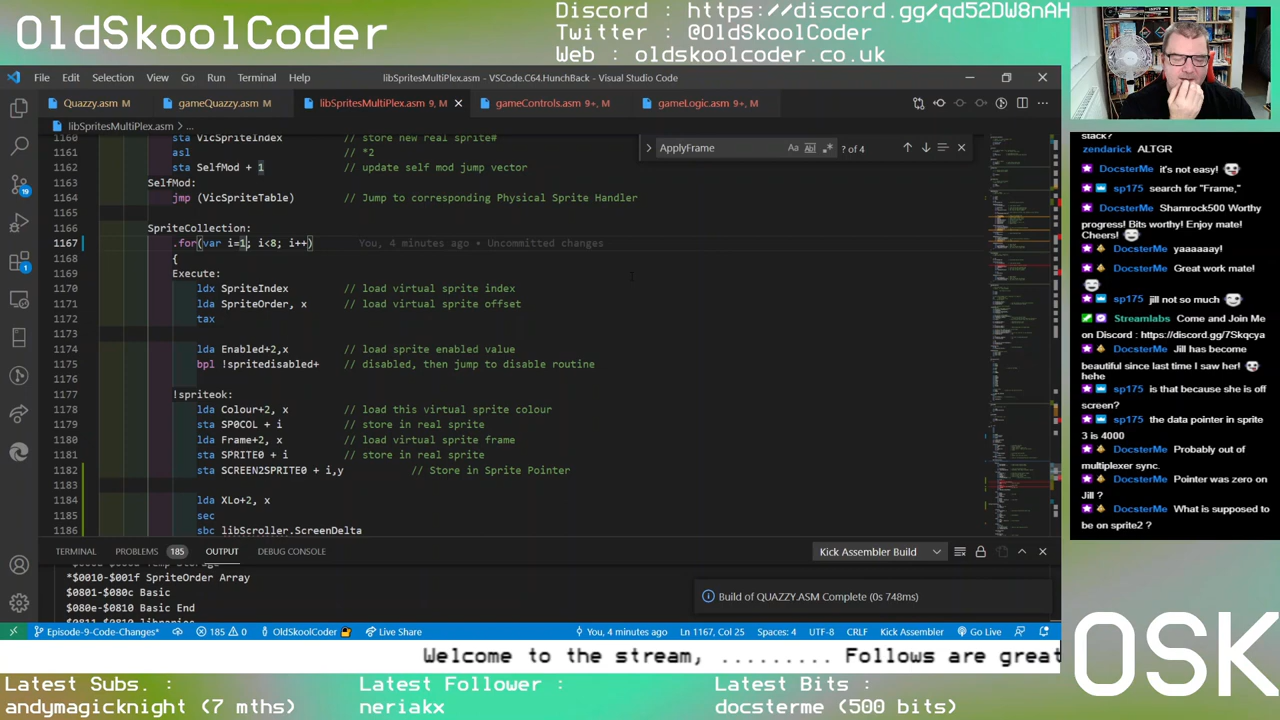 OldSkoolCoder
Discord : https://discord.gg/qd52DW8nAH
Twitter : @OldSkoolCoder
Web : oldskoolcoder.co.uk
File Edit Selection View Go Run Terminal Help
libSpritesMultiPlex.asm - VSCode.C64.HunchBack - Visual Studio Code
Quazzy.asm M
gameQuazzy.asm M
libSpritesMultiPlex.asm 9, M
gameControls.asm 9+, M
gameLogic.asm 9+, M
libSpritesMultiPlex.asm > ...
ApplyFrame
Aa
? of 4
1160 sta VicSpriteIndex // store new real sprite#
1161 asl // *2
1162 sta SelfMod + 1 // update self mod jump vector
1163 SelfMod:
1164 jmp (VicSpriteTable) // Jump to corresponding Physical Sprite Handler
1165
1166 SpriteCollection:
1167 .for(var i=1; i<8; i++) You, 4 minutes ago • Uncommitted changes
1168 {
1169 Execute:
1170 ldx SpriteIndex // load virtual sprite index
1171 lda SpriteOrder, x // load virtual sprite offset
1172 tax
1173
1174 lda Enabled+2,x // load sprite enabled value
1175 bpl !spritedisabled+ // disabled, then jump to disable routine
1176
1177 !spriteok:
1178 lda Colour+2, x // load this virtual sprite colour
1179 sta SP0COL + i // store in real sprite
1180 lda Frame+2, x // load virtual sprite frame
1181 sta SPRITE0 + i // store in real sprite
1182 sta SCREEN2SPRITE0 + i,y // Store in Sprite Pointer
1183
1184 lda XLo+2, x
1185 sec
1186 sbc libScroller.ScreenDelta
TERMINAL PROBLEMS 185 OUTPUT DEBUG CONSOLE
Kick Assembler Build
*$0010-$001f SpriteOrder Array
$0801-$080c Basic
$080e-$0810 Basic End
Build of QUAZZY.ASM Complete (0s 748ms)
19
1
Episode-9-Code-Changes* 185 0 OldSkoolCoder Live Share You, 4 minutes ago Ln 1167, Col 25 Spaces: 4 UTF-8 CRLF Kick Assembler Go Live
stack?
zendarick ALTGR
DocsterMe it's not easy!
sp175 search for "Frame,"
DocsterMe Shamrock500 Worthy
progress! Bits worthy! Enjoy mate!
Cheers!
DocsterMe yaaaaaay!
DocsterMe Great work mate!
sp175 jill not so much
Streamlabs Come and Join Me
on Discord : https://discord.gg/7Skqcya
DocsterMe Jill has become
beautiful since last time I saw her!
hehe
sp175 is that because she is off
screen?
sp175 the data pointer in sprite
3 is 4000
DocsterMe Probably out of
multiplexer sync.
DocsterMe Pointer was zero on
Jill ?
DocsterMe What is supposed to
be on sprite2 ?
OSK
Welcome to the stream, ......... Follows are great
Latest Subs. :
andymagicknight (7 mths)
Latest Follower :
neriakx
Latest Bits :
docsterme (500 bits)